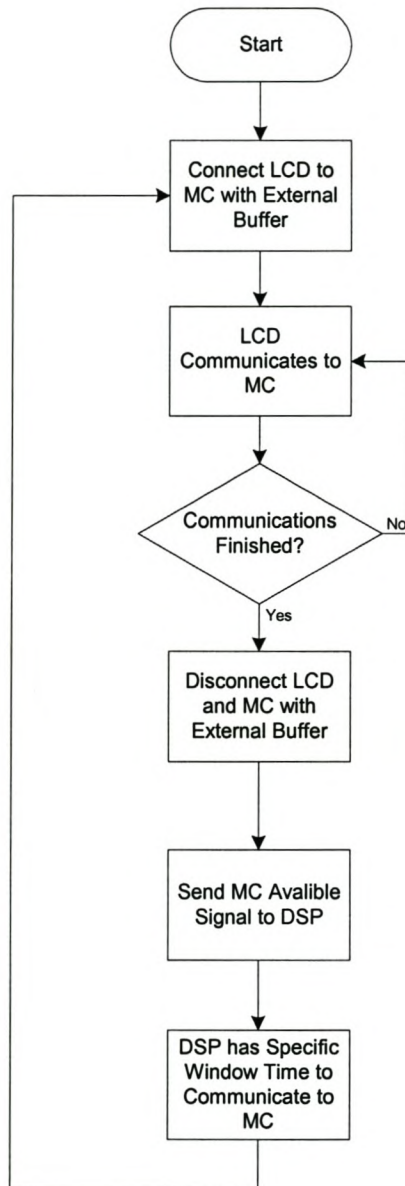 Start
Connect LCD to
MC with External
Buffer
LCD
Communicates to
MC
Communications
Finished?
No
Yes
Disconnect LCD
and MC with
External Buffer
Send MC Avalible
Signal to DSP
DSP has Specific
Window Time to
Communicate to
MC